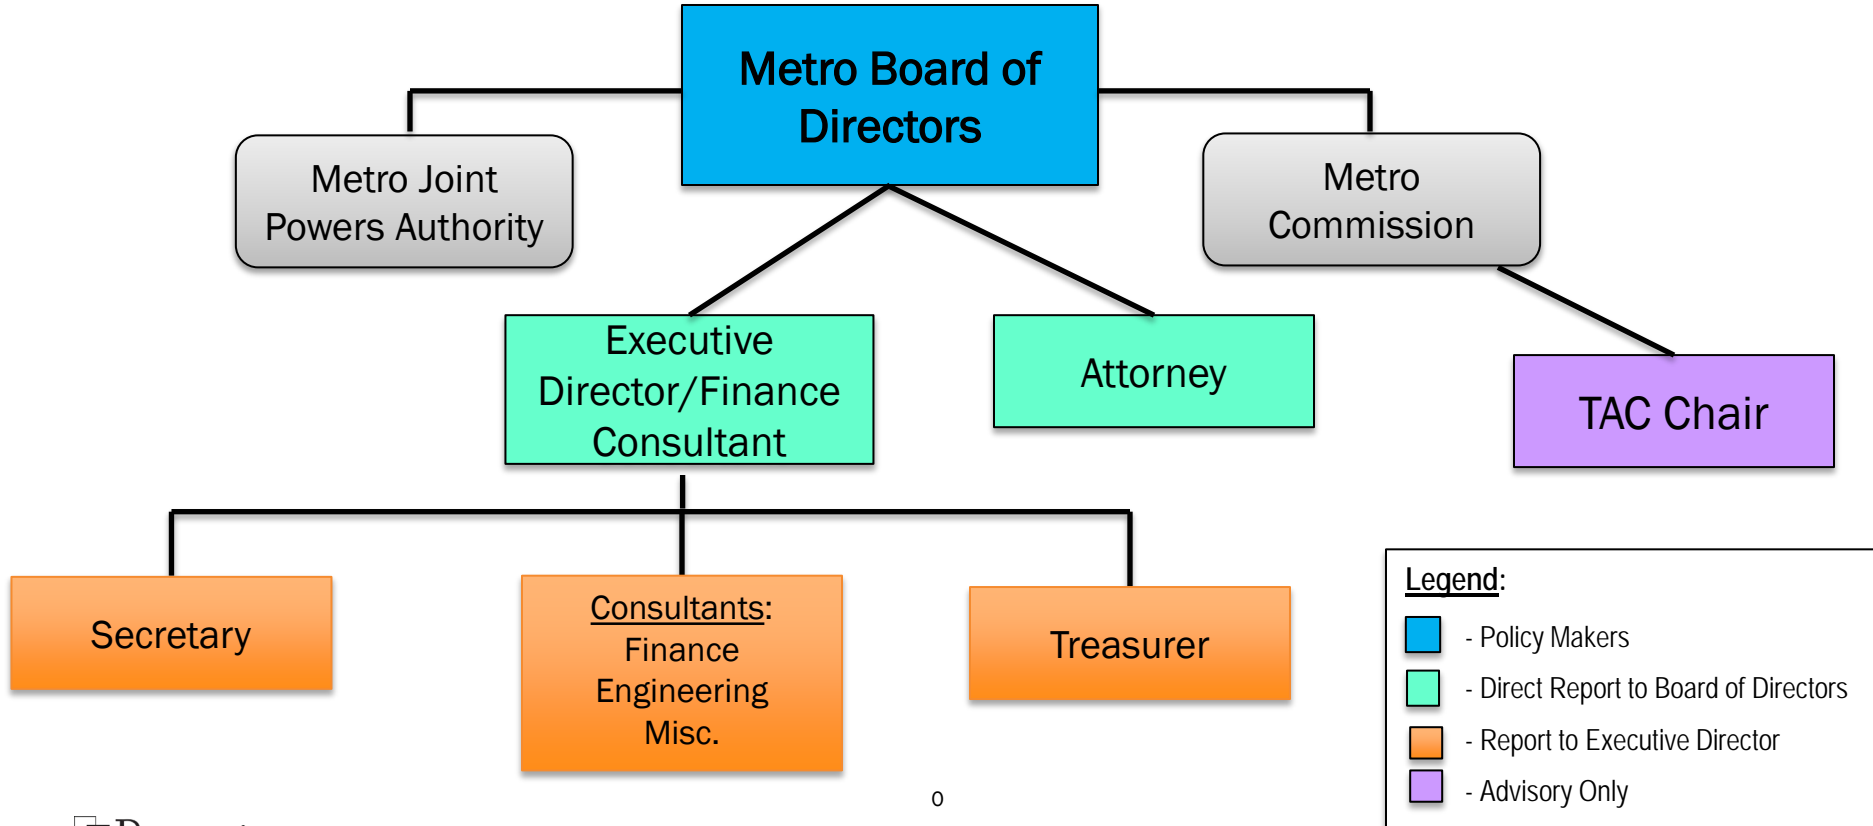 Metro Board of
Directors
Metro Joint
Powers Authority
Metro
Commission
Executive
Director/Finance
Consultant
Attorney
TAC Chair
Secretary
Consultants:
Finance
Engineering
Misc.
Treasurer
Legend:
- Policy Makers
- Direct Report to Board of Directors
- Report to Executive Director
- Advisory Only
0